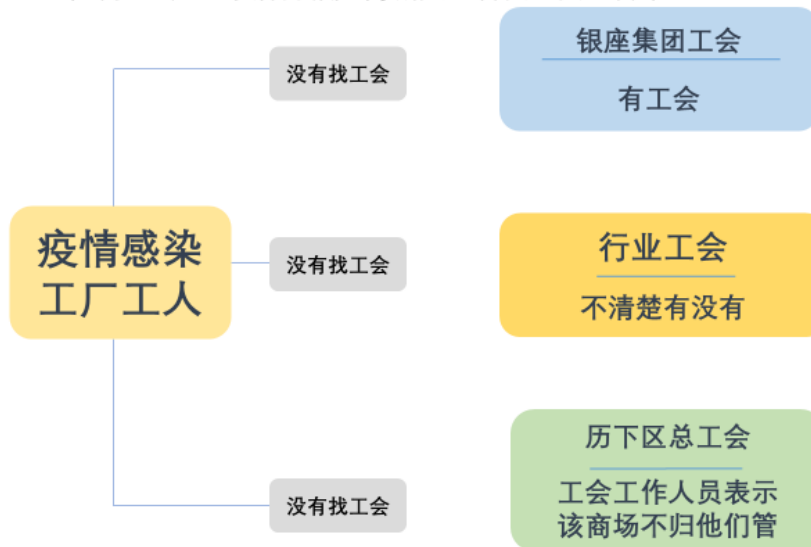 没有找工会
银座集团工会
有工会
疫情感染
工厂工人
没有找工会
行业工会
不清楚有没有
没有找工会
历下区总工会
工会工作人员表示
该商场不归他们管